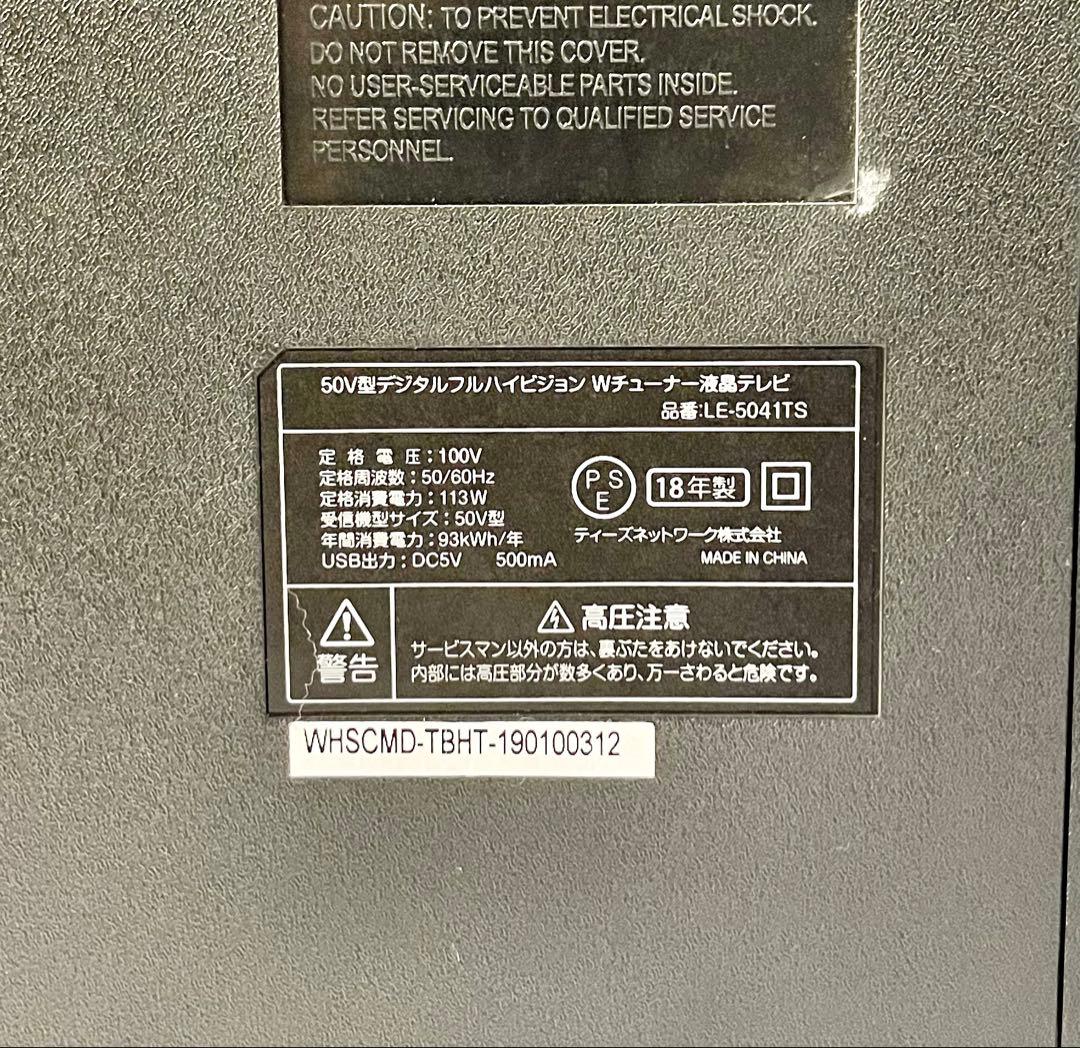 CAUTION: TO PREVENT ELECTRICAL SHOCK.
DO NOT REMOVE THIS COVER.
NO USER-SERVICEABLE PARTS INSIDE.
REFER SERVICING TO QUALIFIED SERVICE
PERSONNEL.
50V型デジタルフルハイビジョン Wチューナー液晶テレビ
品番:LE-5041TS
定格電圧:100V
定格周波数:50/60Hz
定格消費電力:113W
受信機型サイズ:50V型
年間消費電力:93kWh/年
USB出力:DC5V 500mA
PSE
18年製
ティーズネットワーク株式会社
MADE IN CHINA
警告
高圧注意
サービスマン以外の方は、裏ぶたをあけないでください。
内部には高圧部分が数多くあり、万一さわると危険です。
WHSCMD-TBHT-190100312